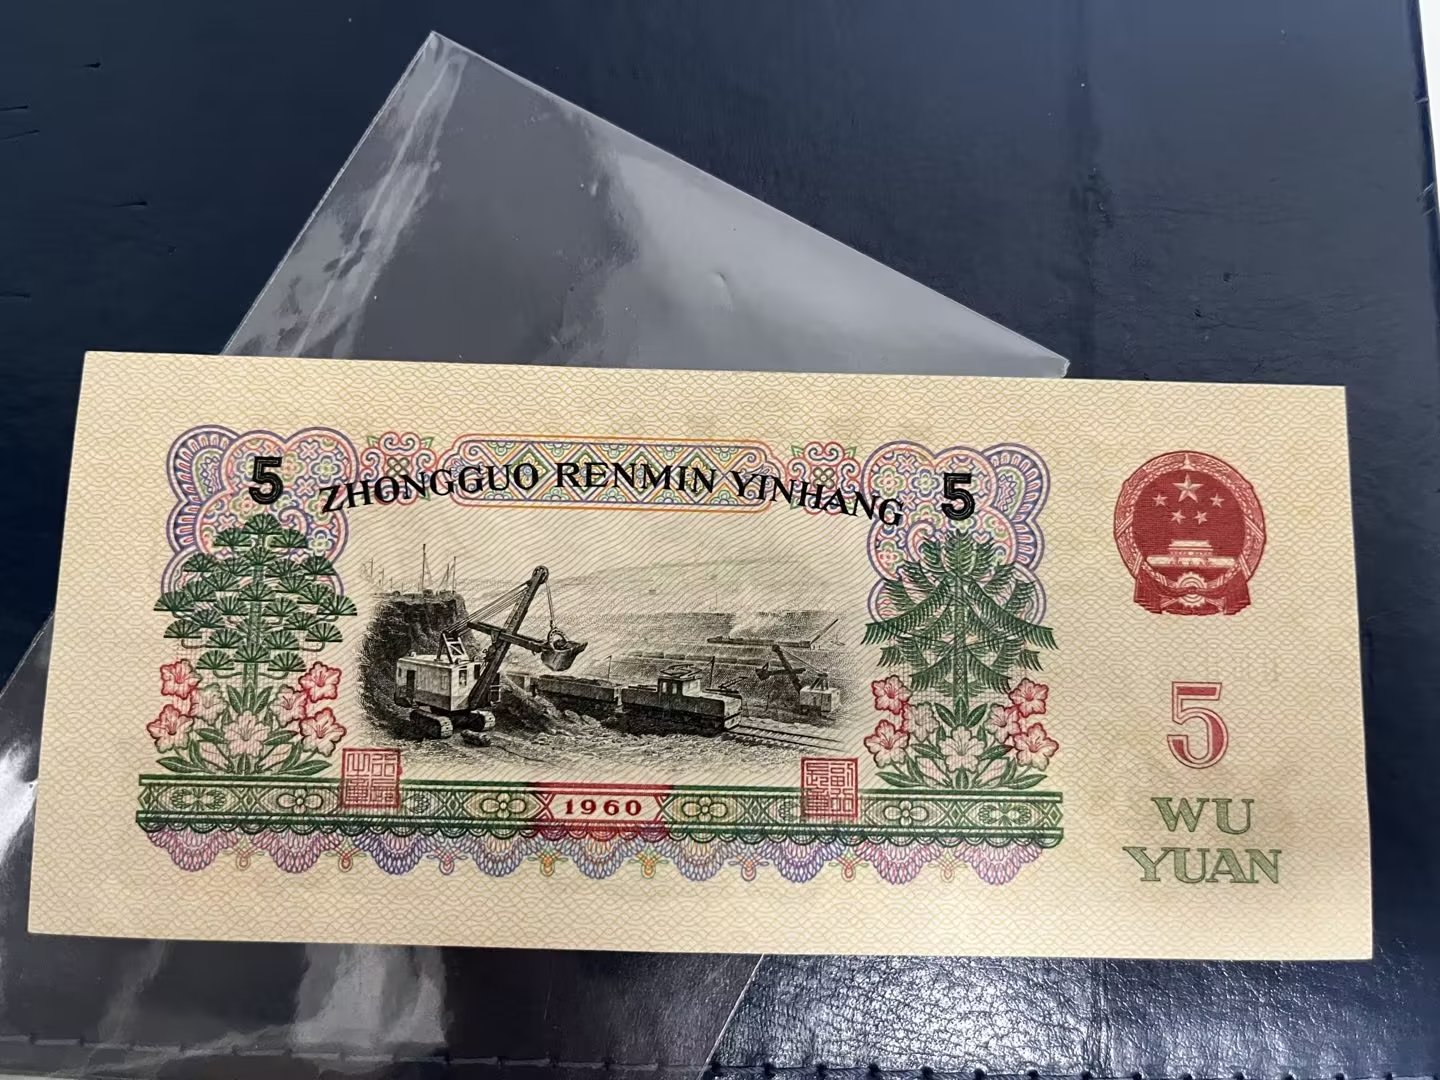 5 ZHONGGUO RENMIN YINHANG 5
1960
5
WU
YUAN